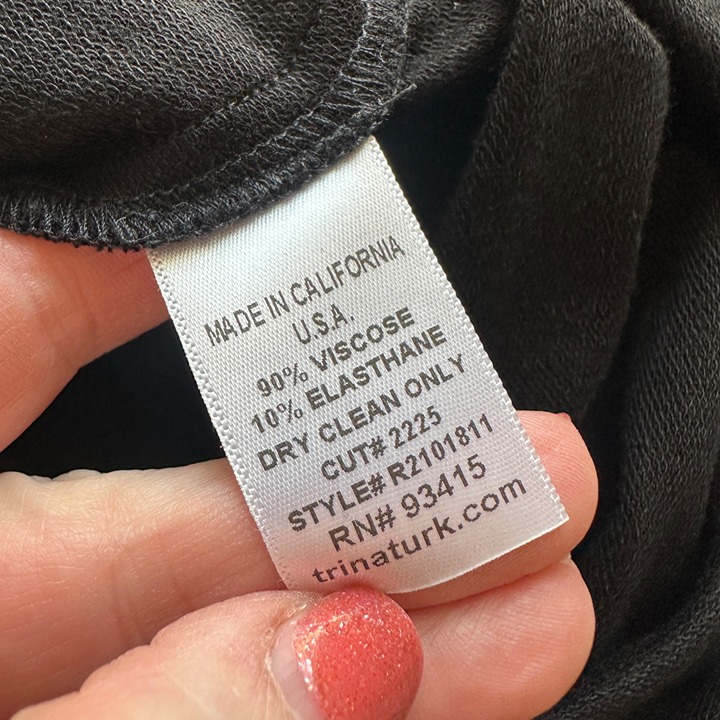 MADE IN CALIFORNIA
U.S.A.
90% VISCOSE
10% ELASTHANE
DRY CLEAN ONLY
CUT# 2225
STYLE# R2101811
RN# 93415
trinaturk.com